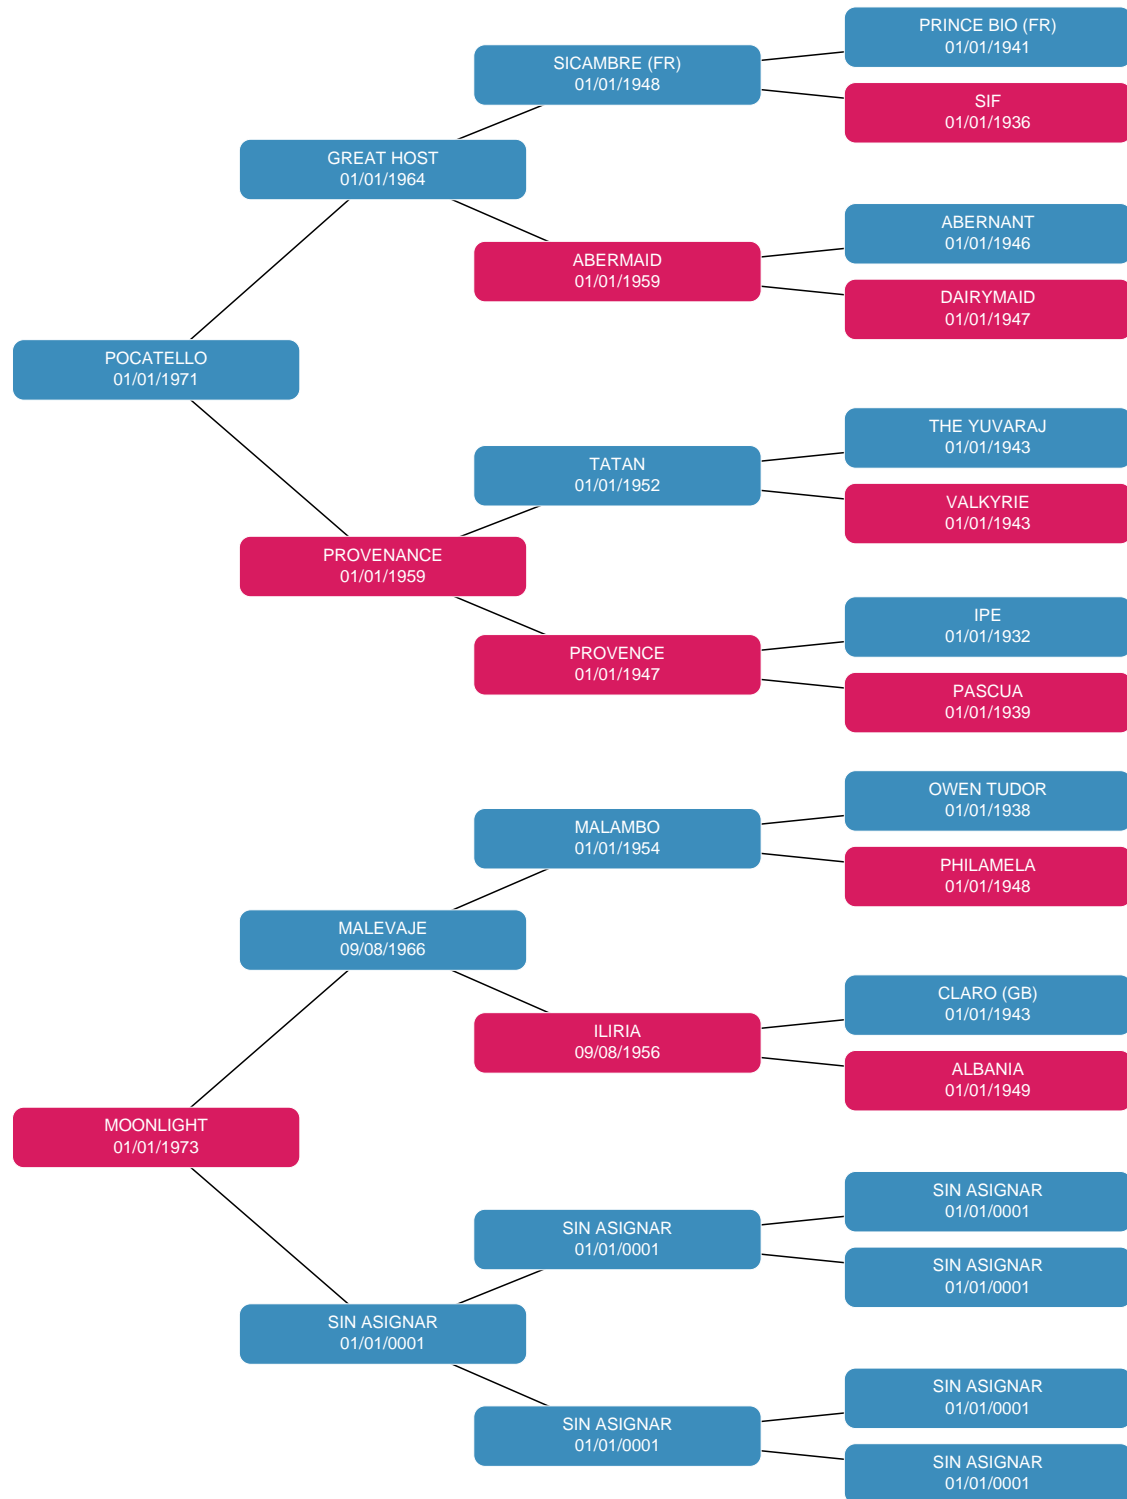 PRINCE BIO (FR)
01/01/1941
SICAMBRE (FR)
01/01/1948
SIF
01/01/1936
GREAT HOST
01/01/1964
ABERNANT
01/01/1946
ABERMAID
01/01/1959
DAIRYMAID
01/01/1947
POCATELLO
01/01/1971
THE YUVARAJ
01/01/1943
TATAN
01/01/1952
VALKYRIE
01/01/1943
PROVENANCE
01/01/1959
IPE
01/01/1932
PROVENCE
01/01/1947
PASCUA
01/01/1939
OWEN TUDOR
01/01/1938
MALAMBO
01/01/1954
PHILAMELA
01/01/1948
MALEVAJE
09/08/1966
CLARO (GB)
01/01/1943
ILIRIA
09/08/1956
ALBANIA
01/01/1949
MOONLIGHT
01/01/1973
SIN ASIGNAR
01/01/0001
SIN ASIGNAR
01/01/0001
SIN ASIGNAR
01/01/0001
SIN ASIGNAR
01/01/0001
SIN ASIGNAR
01/01/0001
SIN ASIGNAR
01/01/0001
SIN ASIGNAR
01/01/0001